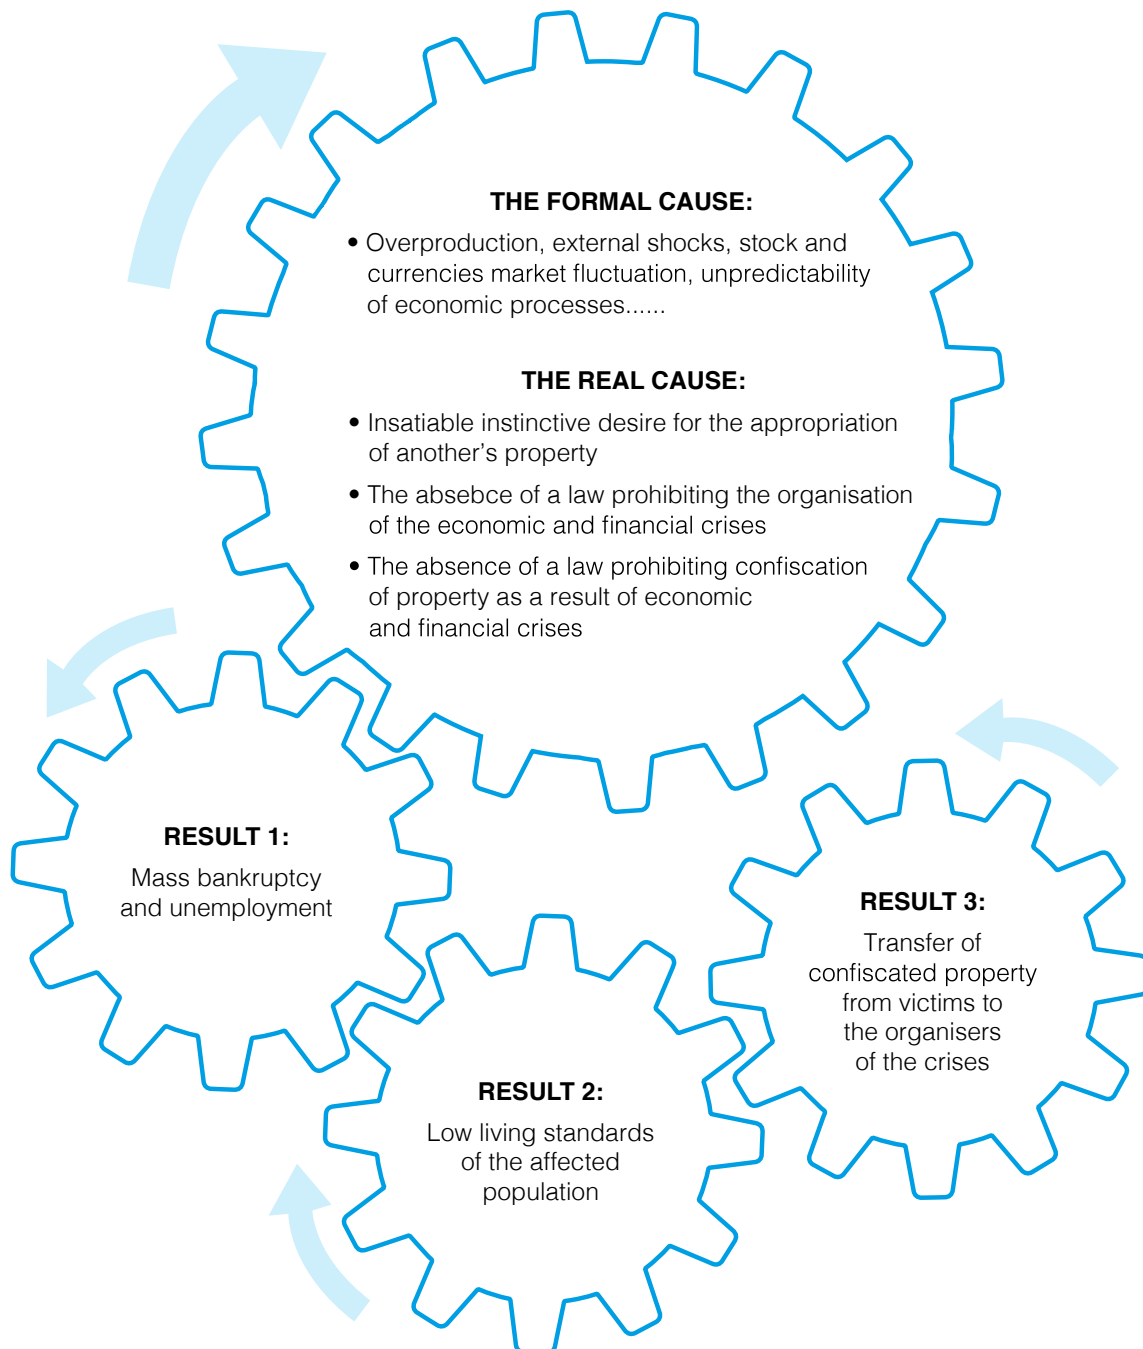 THE FORMAL CAUSE:
• Overproduction, external shocks, stock and
currencies market fluctuation, unpredictability
of economic processes......
THE REAL CAUSE:
• Insatiable instinctive desire for the appropriation
of another's property
• The absebce of a law prohibiting the organisation
of the economic and financial crises
• The absence of a law prohibiting confiscation
of property as a result of economic
and financial crises
RESULT 1:
Mass bankruptcy
and unemployment
RESULT 2:
Low living standards
of the affected
population
RESULT 3:
Transfer of
confiscated property
from victims to
the organisers
of the crises